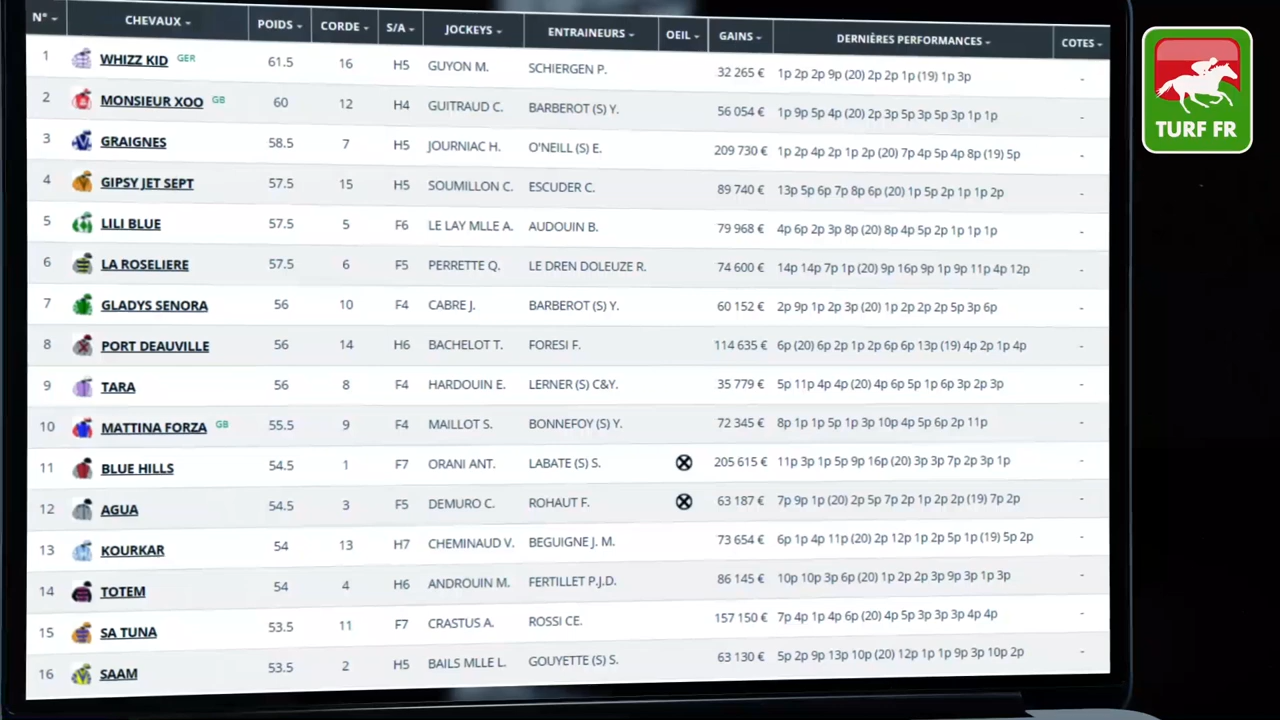 N° CHEVAUX POIDS CORDE S/A JOCKEYS ENTRAINEURS OEIL GAINS DERNIÈRES PERFORMANCES COTES
1 WHIZZ KID GER 61.5 16 H5 GUYON M. SCHIERGEN P. 32 265 € 1p 2p 2p 9p (20) 2p 2p 1p (19) 1p 3p -
2 MONSIEUR XOO GB 60 12 H4 GUITRAUD C. BARBEROT (S) Y. 56 054 € 1p 9p 5p 4p (20) 2p 3p 5p 3p 5p 3p 1p 1p -
3 GRAIGNES 58.5 7 H5 JOURNIAC H. O'NEILL (S) E. 209 730 € 1p 2p 4p 2p 1p 2p (20) 7p 4p 5p 4p 8p (19) 5p -
4 GIPSY JET SEPT 57.5 15 H5 SOUMILLON C. ESCUDER C. 89 740 € 13p 5p 6p 7p 8p 6p (20) 1p 5p 2p 1p 1p 2p -
5 LILI BLUE 57.5 5 F6 LE LAY MLLE A. AUDOUIN B. 79 968 € 4p 6p 2p 3p 8p (20) 8p 4p 5p 2p 1p 1p 1p -
6 LA ROSELIERE 57.5 6 F5 PERRETTE Q. LE DREN DOLEUZE R. 74 600 € 14p 14p 7p 1p (20) 9p 16p 9p 1p 9p 11p 4p 12p -
7 GLADYS SENORA 56 10 F4 CABRE J. BARBEROT (S) Y. 60 152 € 2p 9p 1p 2p 3p (20) 1p 2p 2p 2p 5p 3p 6p -
8 PORT DEAUVILLE 56 14 H6 BACHELOT T. FORESI F. 114 635 € 6p (20) 6p 2p 1p 2p 6p 6p 13p (19) 4p 2p 1p 4p -
9 TARA 56 8 F4 HARDOUIN E. LERNER (S) C&Y. 35 779 € 5p 11p 4p 4p (20) 4p 6p 5p 1p 6p 3p 2p 3p -
10 MATTINA FORZA GB 55.5 9 F4 MAILLOT S. BONNEFOY (S) Y. 72 345 € 8p 1p 1p 5p 1p 3p 10p 4p 5p 6p 2p 11p -
11 BLUE HILLS 54.5 1 F7 ORANI ANT. LABATE (S) S. 205 615 € 11p 3p 1p 5p 9p 16p (20) 3p 3p 7p 2p 3p 1p -
12 AGUA 54.5 3 F5 DEMURO C. ROHAUT F. 63 187 € 7p 9p 1p (20) 2p 5p 7p 2p 1p 2p 2p (19) 7p 2p -
13 KOURKAR 54 13 H7 CHEMINAUD V. BEGUIGNE J. M. 73 654 € 6p 1p 4p 11p (20) 2p 12p 1p 2p 5p 1p (19) 5p 2p -
14 TOTEM 54 4 H6 ANDROUIN M. FERTILLET P.J.D. 86 145 € 10p 10p 3p 6p (20) 1p 2p 2p 3p 9p 3p 1p 3p -
15 SA TUNA 53.5 11 F7 CRASTUS A. ROSSI CE. 157 150 € 7p 4p 1p 4p 6p (20) 4p 5p 3p 3p 3p 4p 4p -
16 SAAM 53.5 2 H5 BAILS MLLE L. GOUYETTE (S) S. 63 130 € 5p 2p 9p 13p 10p (20) 12p 1p 1p 9p 3p 10p 2p -
TURF FR